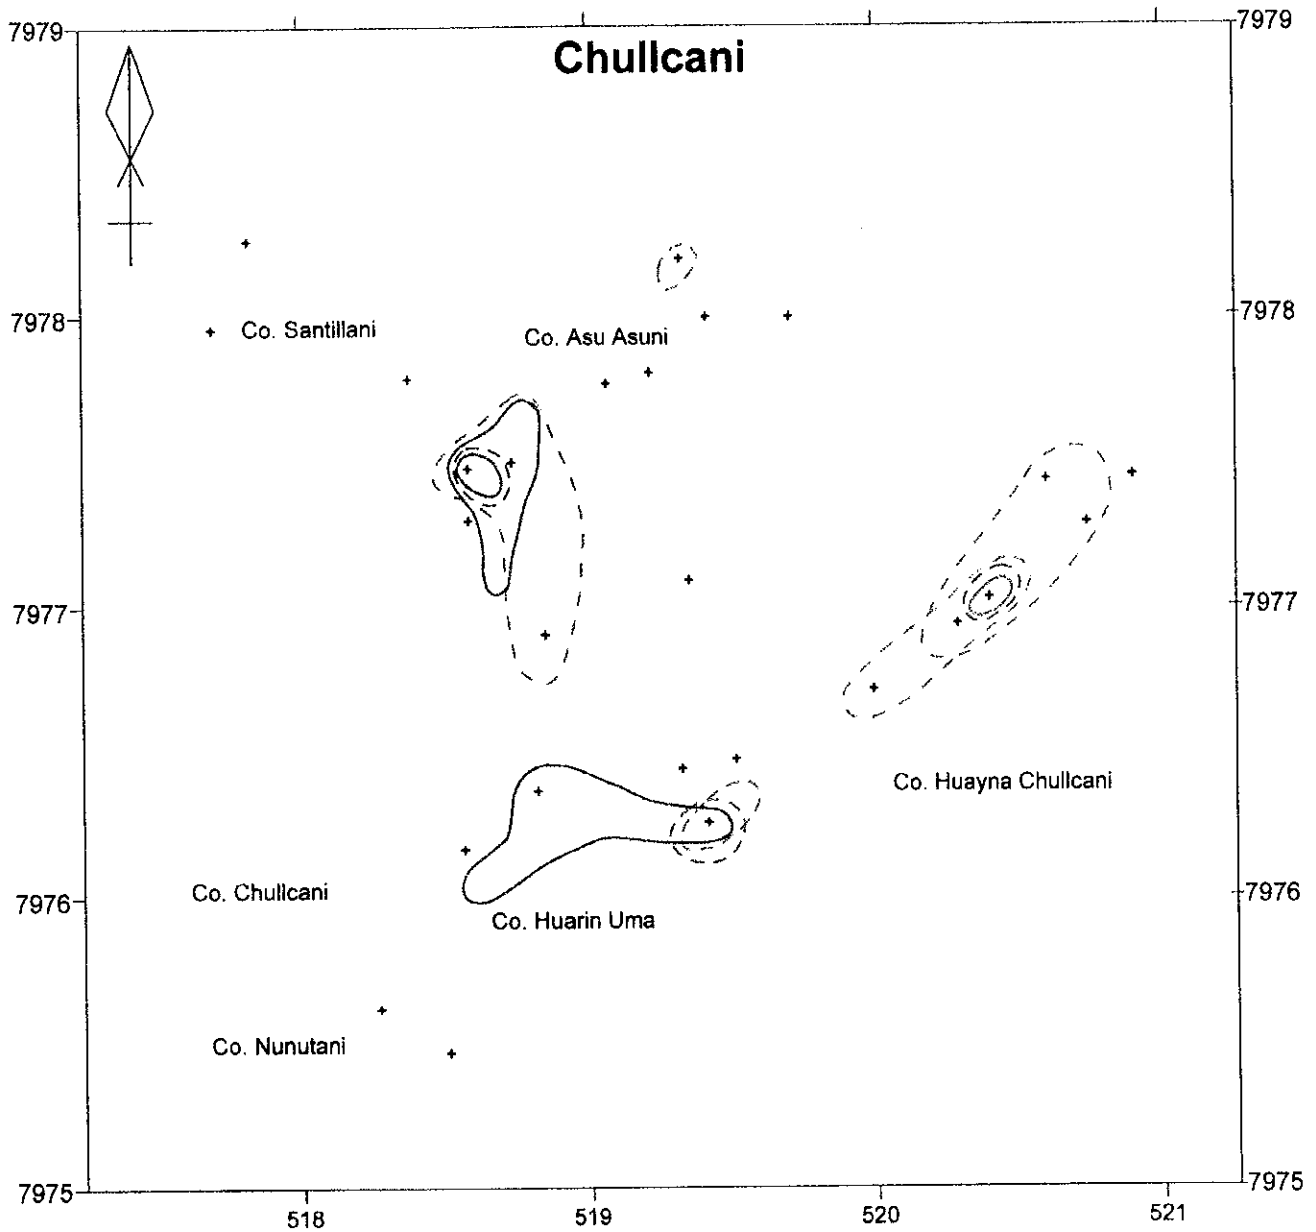 Chullcani
7979
7979
Co. Santillani
Co. Asu Asuni
7978
7978
7977
7977
Co. Huayna Chullcani
Co. Chullcani
Co. Huarin Uma
7976
7976
Co. Nunutani
7975
7975
518
519
520
521